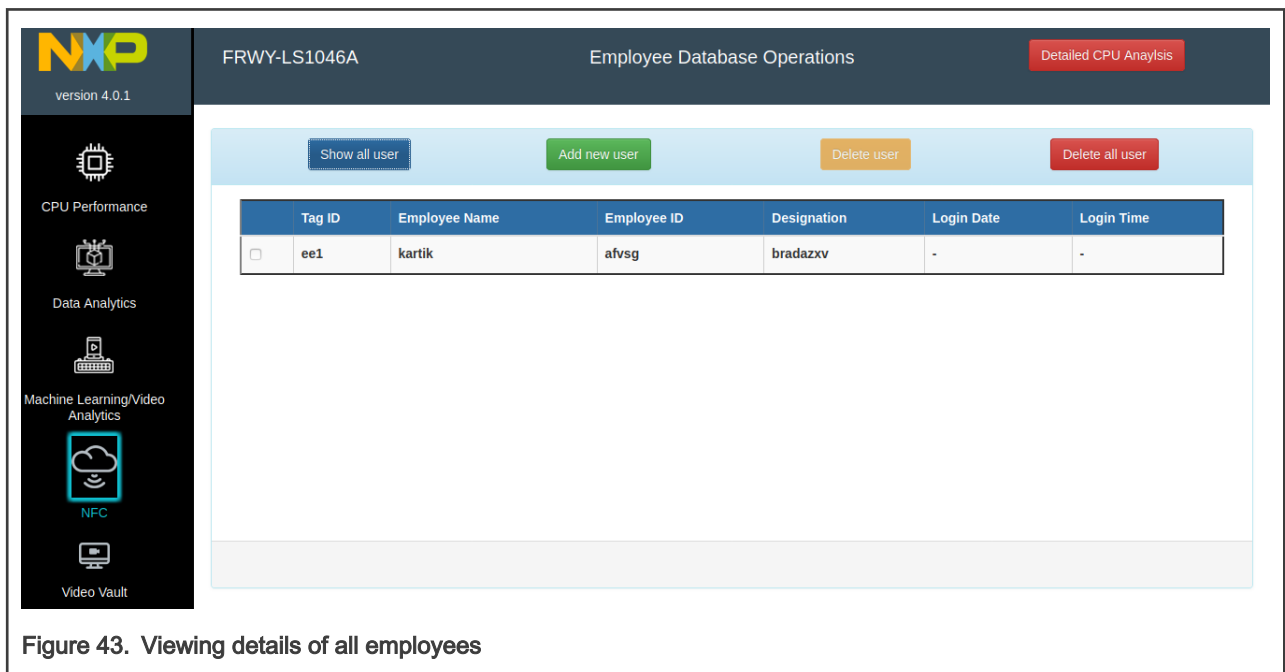 NXP
version 4.0.1
FRWY-LS1046A
Employee Database Operations
Detailed CPU Anaylsis
CPU Performance
Data Analytics
Machine Learning/Video
Analytics
NFC
Video Vault
Show all user
Add new user
Delete user
Delete all user
Tag ID Employee Name Employee ID Designation Login Date Login Time
ee1 kartik afvsg bradazxv - -
Figure 43. Viewing details of all employees